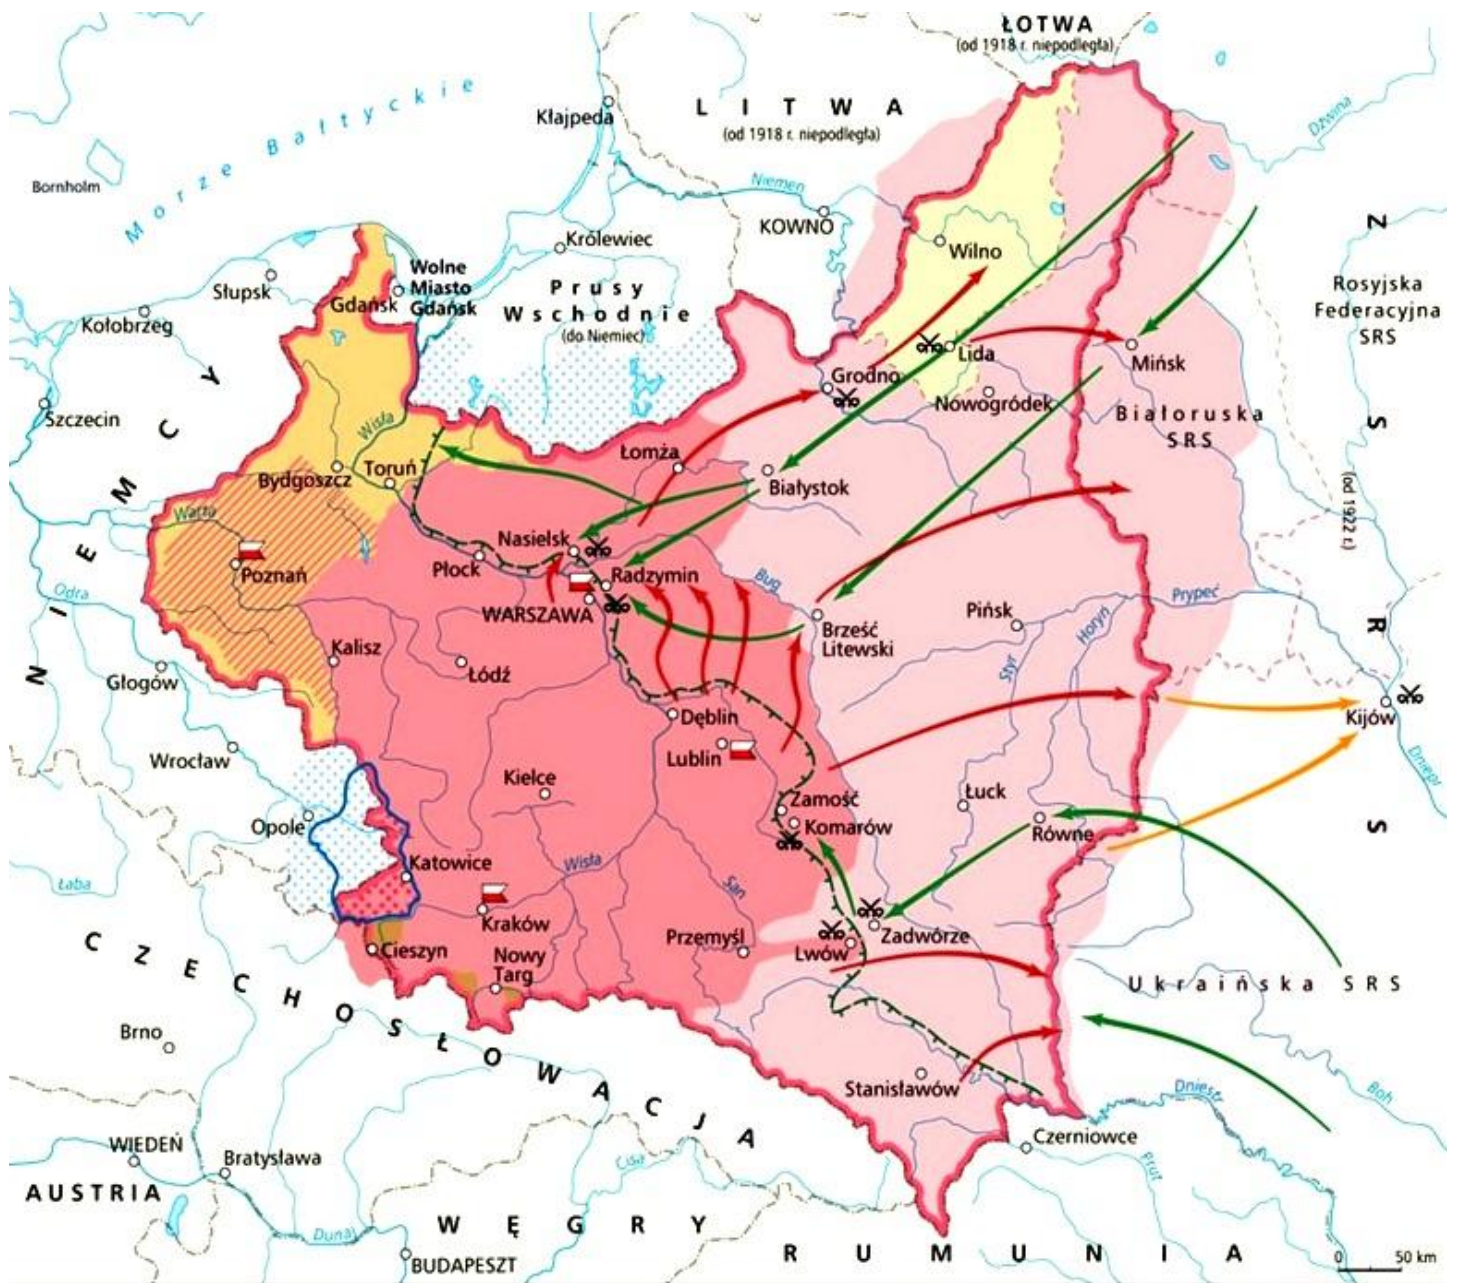 ŁOTWA
(od 1918 r. niepodległa)
LITWA
(od 1918 r. niepodległa)
Dźwina
Morze Bałtyckie
Bornholm
Kłajpeda
Niemen
KOWNO
Królewiec
Wilno
Słupsk
Kołobrzeg
Gdańsk
Wolne
Miasto
Gdańsk
Prusy
Wschodnie
(do Niemiec)
Rosyjska
Federacyjna
SRS
ZSRS
(od 1922 r.)
NIEMCY
Szczecin
Wisła
Lida
Mińsk
Grodno
Nowogródek
Białoruska
SRS
Bydgoszcz
Toruń
Łomża
Białystok
Warta
Poznań
Nasielsk
Płock
Radzymin
WARSZAWA
Bug
Odra
Pińsk
Horyń
Prypeć
Brześć
Litewski
Styr
Kalisz
Łódź
Głogów
Dęblin
Kijów
Lublin
Dniepr
Wrocław
Kielce
Zamość
Komarów
Łuck
Równe
Opole
Katowice
Wisła
San
Łaba
Kraków
Przemyśl
Lwów
Zadwórze
Cieszyn
Nowy
Targ
Ukraińska SRS
CZECHOSŁOWACJA
Brno
Stanisławów
Dniestr
Boh
Czerniowce
Prut
WIEDEŃ
Bratysława
Cisa
AUSTRIA
Dunaj
WĘGRY
BUDAPESZT
RUMUNIA
0 50 km